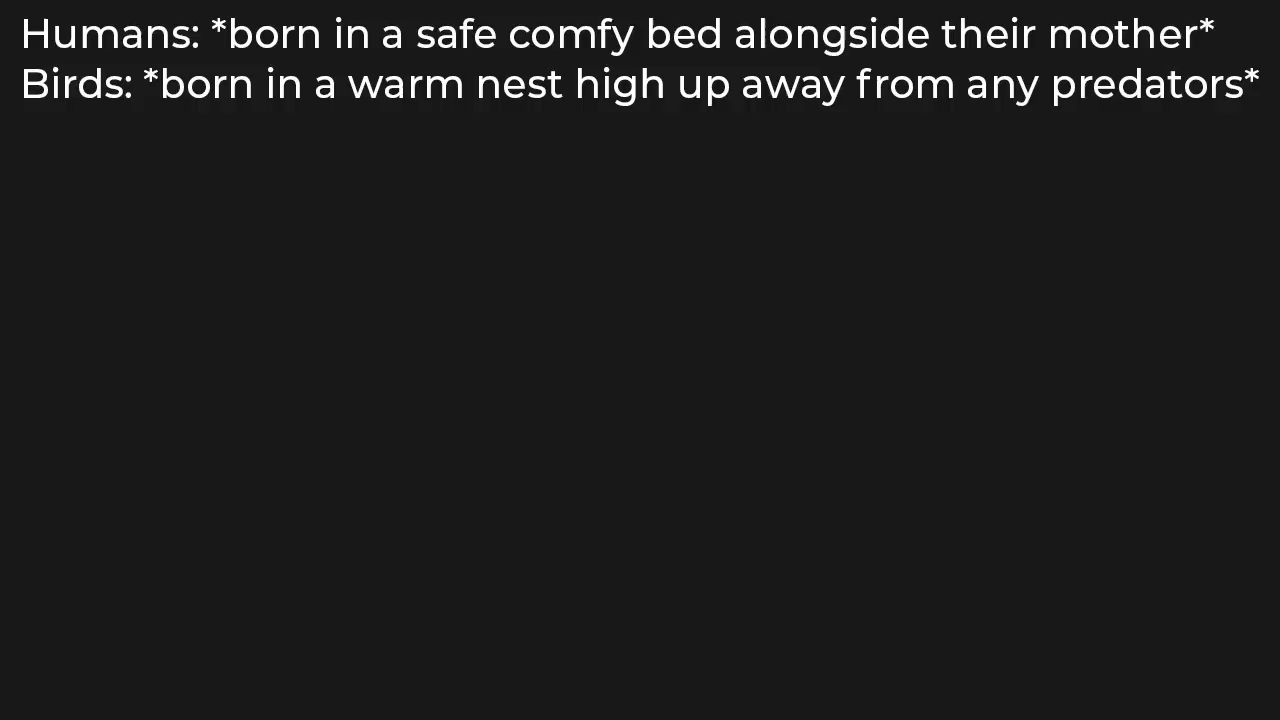 Humans: *born in a safe comfy bed alongside their mother*
Birds: *born in a warm nest high up away from any predators*